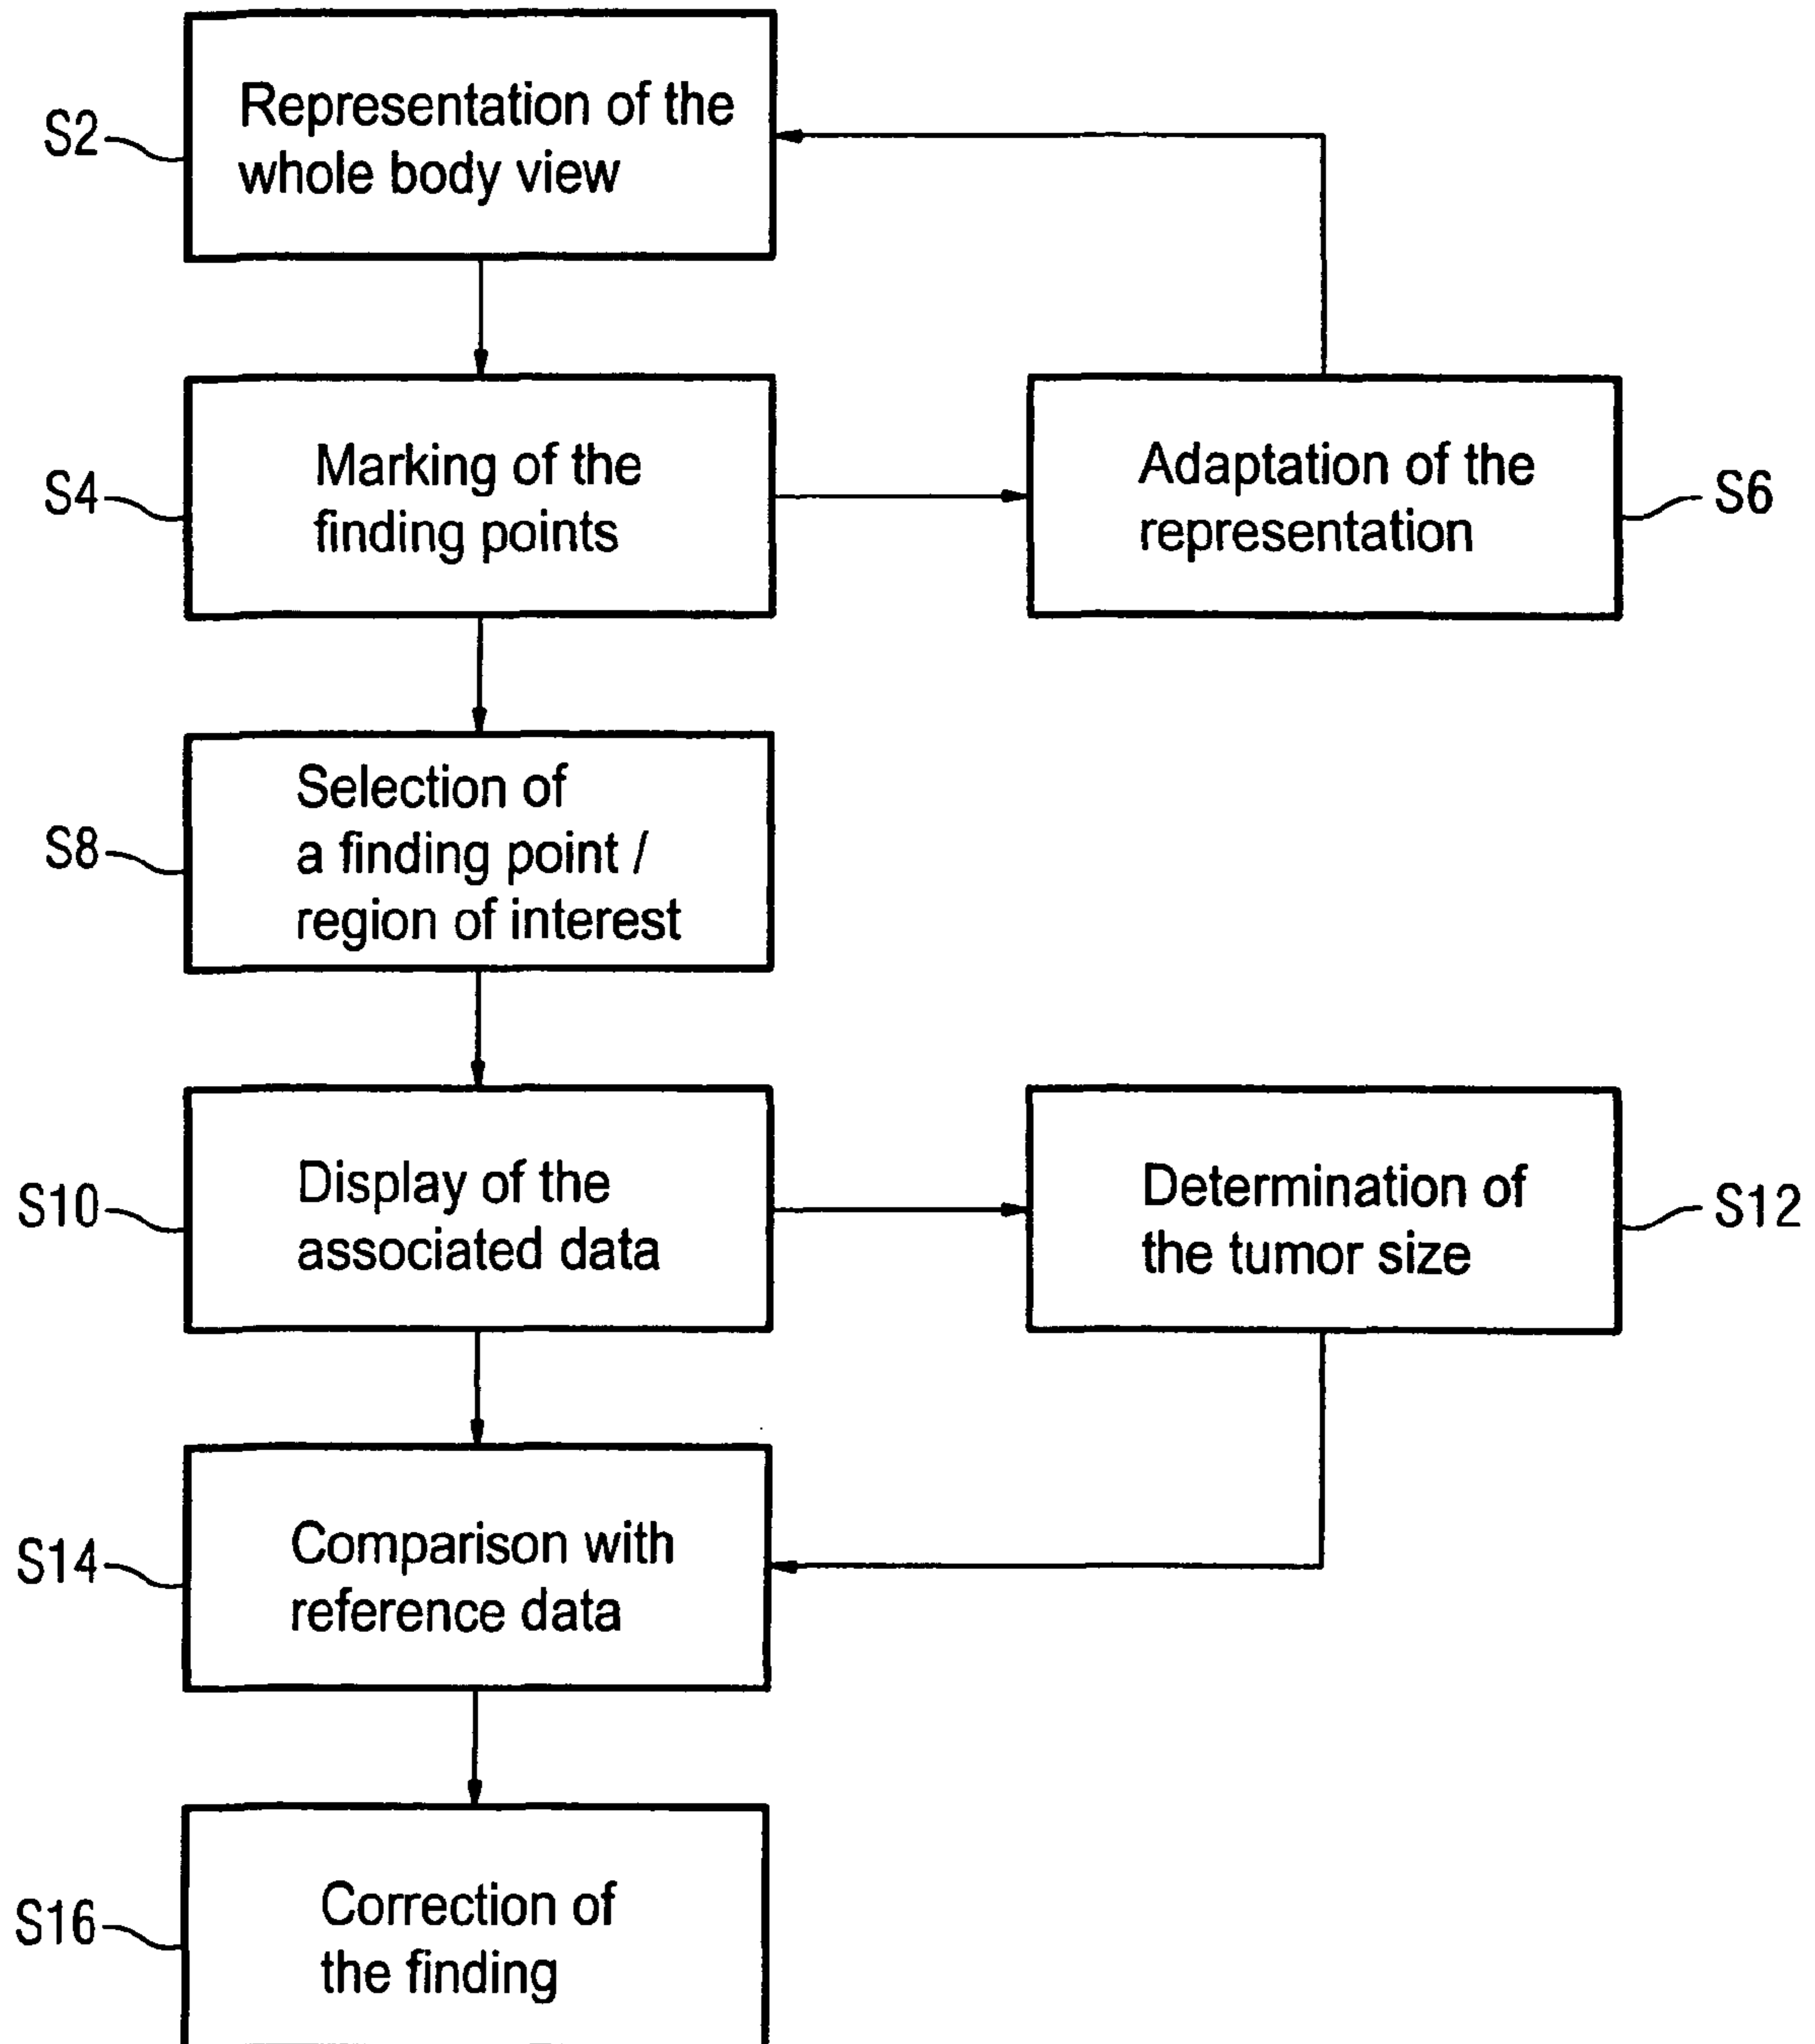 S2
Representation of the
whole body view
S4
Marking of the
finding points
Adaptation of the
representation
S6
S8
Selection of
a finding point /
region of interest
S10
Display of the
associated data
Determination of
the tumor size
S12
S14
Comparison with
reference data
S16
Correction of
the finding